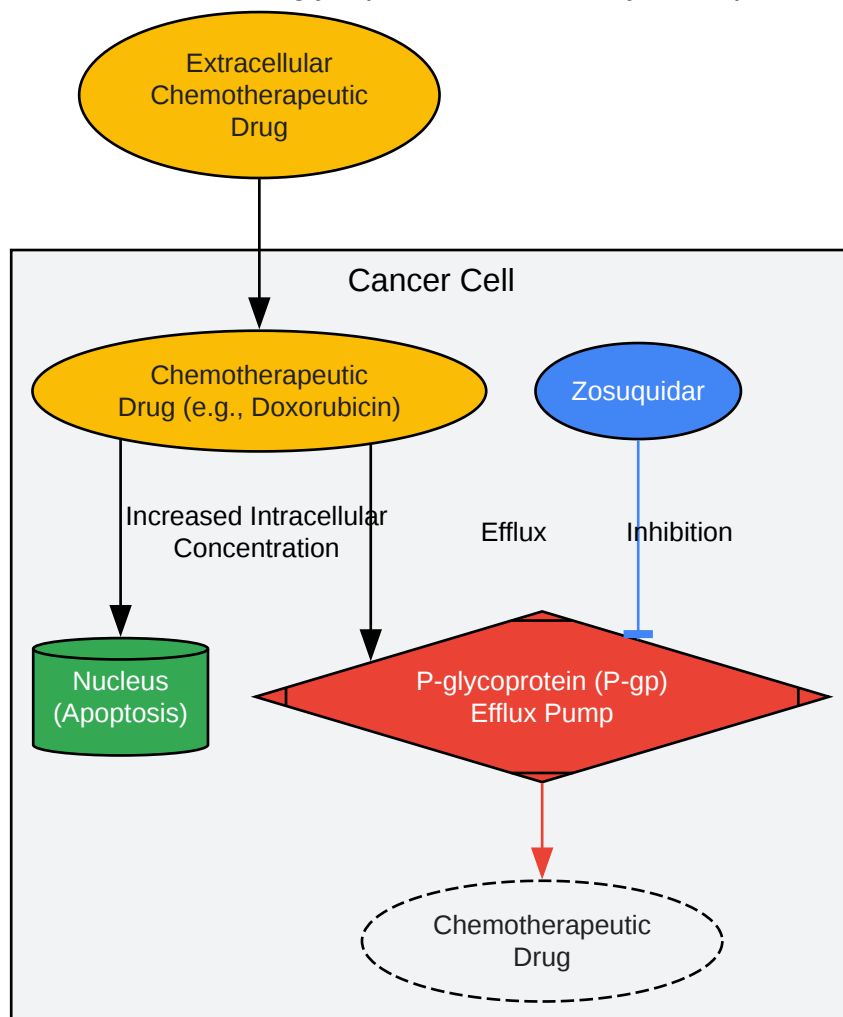 Extracellular
Chemotherapeutic
Drug
Cancer Cell
Chemotherapeutic
Drug (e.g., Doxorubicin)
Zosuquidar
Increased Intracellular
Concentration
Efflux
Inhibition
Nucleus
(Apoptosis)
P-glycoprotein (P-gp)
Efflux Pump
Chemotherapeutic
Drug